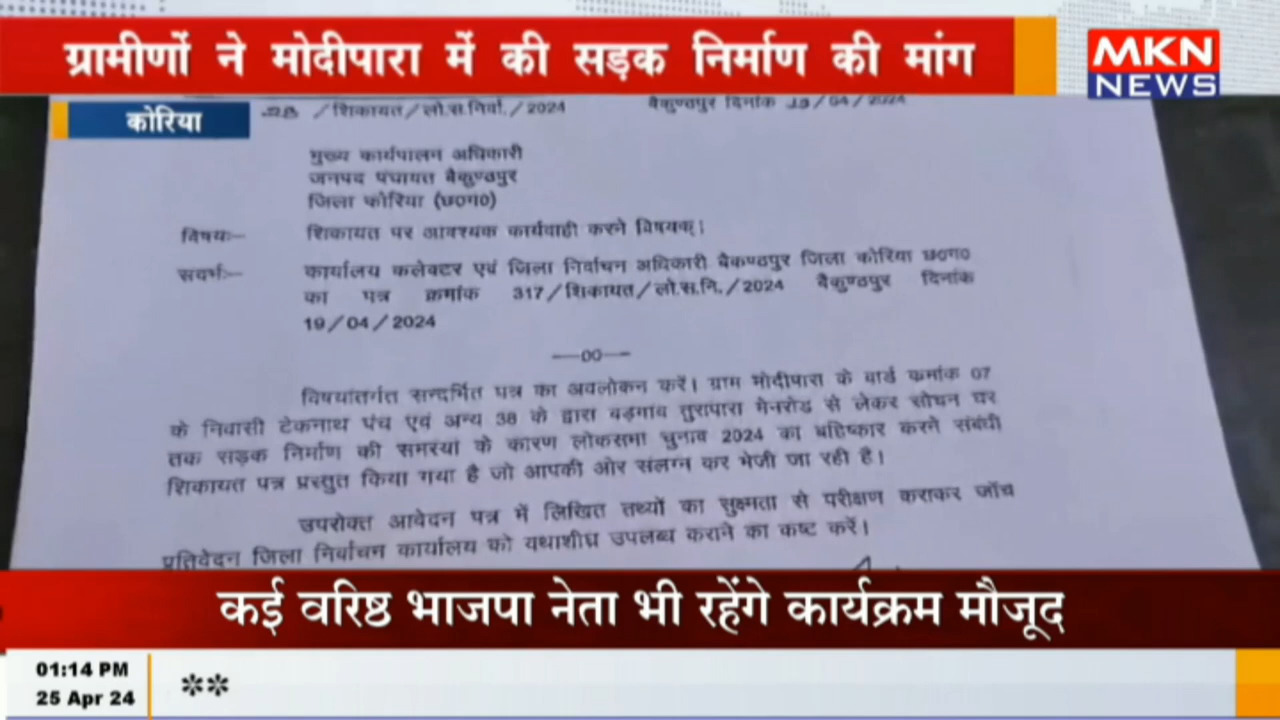 ग्रामीणों ने मोदीपारा में की सड़क निर्माण की मांग
MKN
NEWS
कोरिया
/शिकायत/लो.स.निर्वा./2024 बैकुण्ठपुर दिनांक /04/2024
मुख्य कार्यपालन अधिकारी
जनपद पंचायत बैकुण्ठपुर
जिला कोरिया (छ0ग0)
विषयः— शिकायत पर आवश्यक कार्यवाही करने विषयक्।
सदर्भः— कार्यालय कलेक्टर एवं जिला निर्वाचन अधिकारी बैकण्ठपुर जिला कोरिया छ0ग0
का पत्र क्रमांक 317/शिकायत/लो.स.नि./2024 बैकुण्ठपुर दिनांक
19/04/2024
—00—
विषयांतर्गत सन्दर्भित पत्र का अवलोकन करें। ग्राम मोदीपारा के वार्ड कमांक 07
के निवासी टेकनाथ पंच एवं अन्य 38 के द्वारा बड़गाव तुरापारा मेनरोड से लेकर सोधन घर
तक सड़क निर्माण की समस्या के कारण लोकसभा चुनाव 2024 का बहिष्कार करने संबंधी
शिकायत पत्र प्रस्तुत किया गया है जो आपकी ओर संलग्न कर भेजी जा रही है।
उपरोक्त आवेदन पत्र में लिखित तथ्यों का सुक्ष्मता से परीक्षण कराकर जॉच
प्रतिवेदन जिला निर्वाचन कार्यालय को यथाशीध्र उपलब्ध कराने का कष्ट करें।
कई वरिष्ठ भाजपा नेता भी रहेंगे कार्यक्रम मौजूद
01:14 PM
25 Apr 24
**